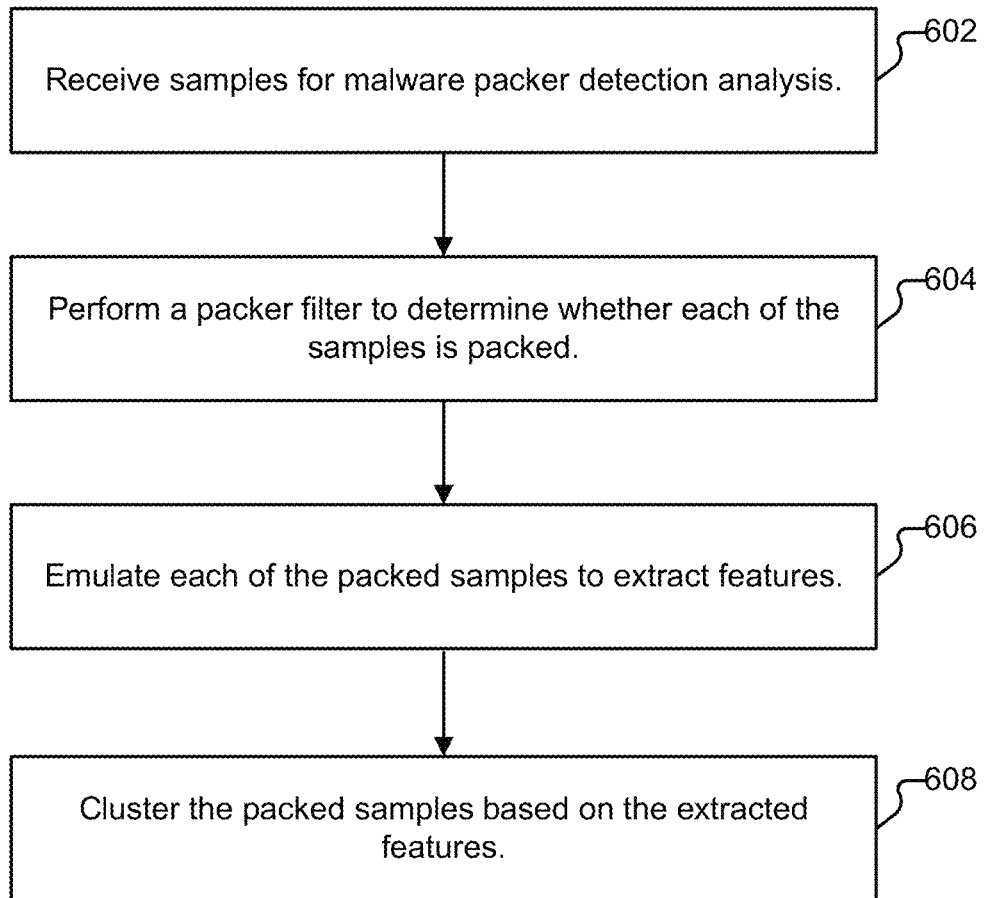 602
Receive samples for malware packer detection analysis.
604
Perform a packer filter to determine whether each of the
samples is packed.
606
Emulate each of the packed samples to extract features.
608
Cluster the packed samples based on the extracted
features.